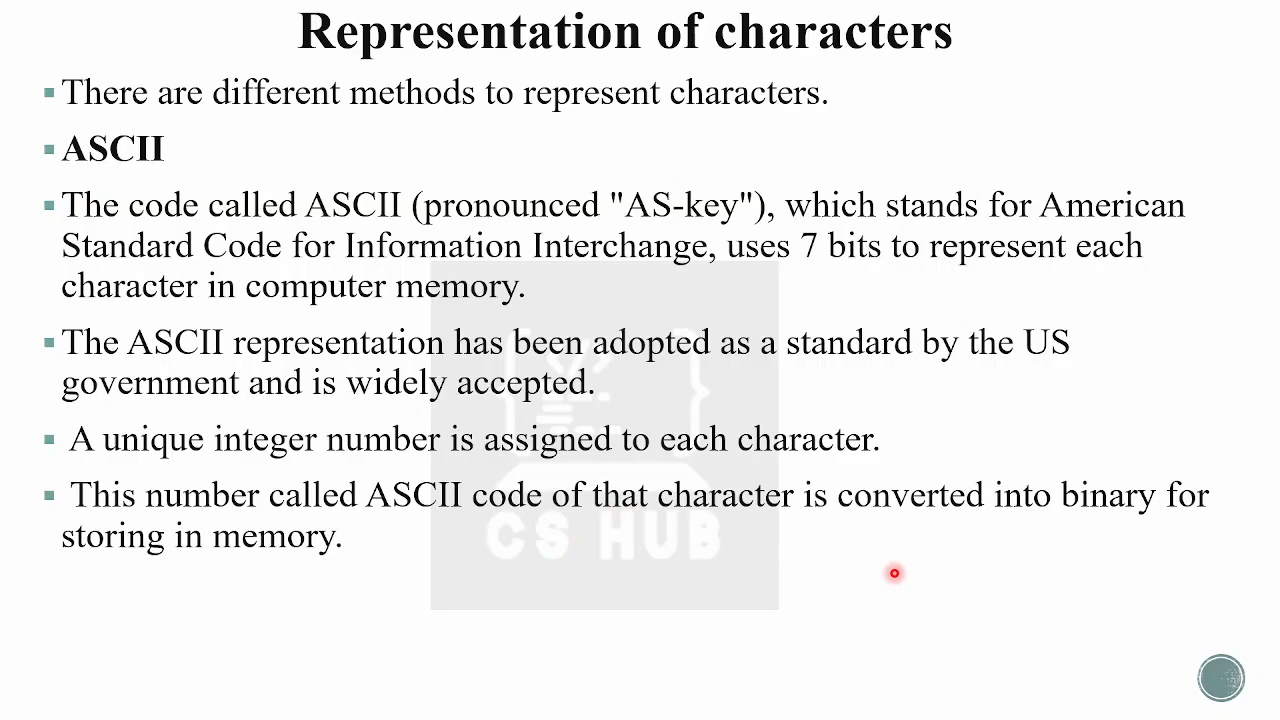 Representation of characters
There are different methods to represent characters.
ASCII
The code called ASCII (pronounced "AS-key"), which stands for American
Standard Code for Information Interchange, uses 7 bits to represent each
character in computer memory.
The ASCII representation has been adopted as a standard by the US
government and is widely accepted.
A unique integer number is assigned to each character.
This number called ASCII code of that character is converted into binary for
storing in memory.
CS HUB